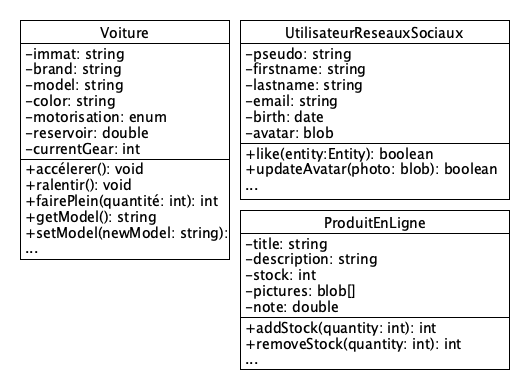 Voiture
-immat: string
-brand: string
-model: string
-color: string
-motorisation: enum
-reservoir: double
-currentGear: int
+accélerer(): void
+ralentir(): void
+fairePlein(quantité: int): int
+getModel(): string
+setModel(newModel: string):
...
UtilisateurReseauxSociaux
-pseudo: string
-firstname: string
-lastname: string
-email: string
-birth: date
-avatar: blob
+like(entity:Entity): boolean
+updateAvatar(photo: blob): boolean
...
ProduitEnLigne
-title: string
-description: string
-stock: int
-pictures: blob[]
-note: double
+addStock(quantity: int): int
+removeStock(quantity: int): int
...